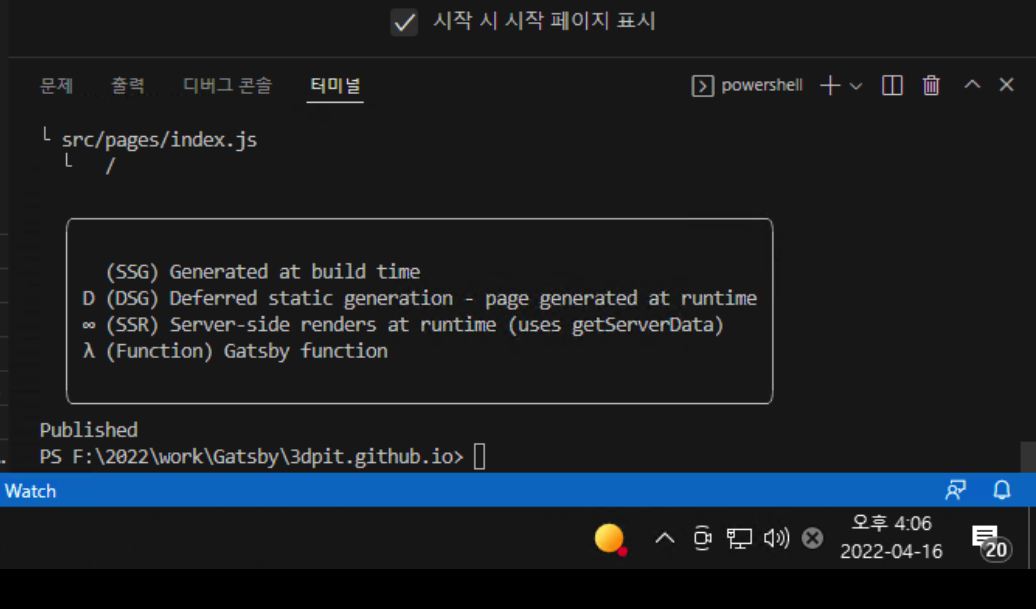 시작 시 시작 페이지 표시
문제 출력 디버그 콘솔 터미널 powershell
└ src/pages/index.js
└ /
(SSG) Generated at build time
D (DSG) Deferred static generation - page generated at runtime
∞ (SSR) Server-side renders at runtime (uses getServerData)
λ (Function) Gatsby function
Published
PS F:\2022\work\Gatsby\3dpit.github.io>
Watch
오후 4:06
2022-04-16
20